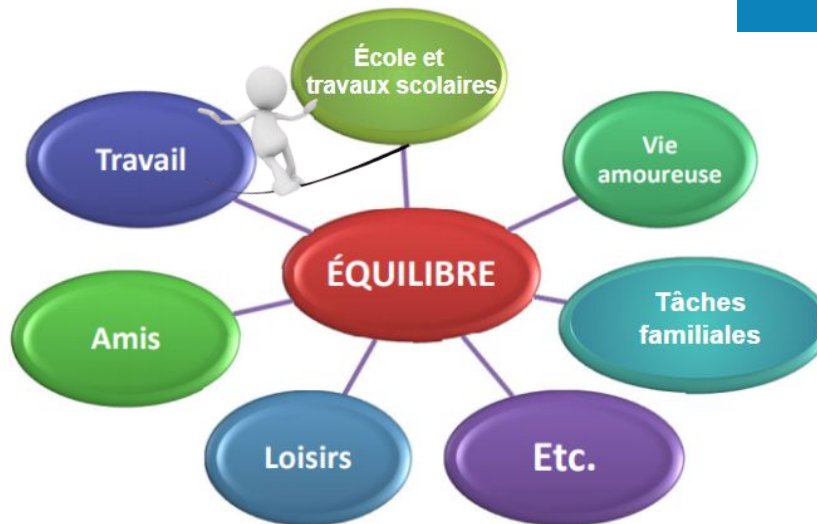 École et
travaux scolaires
Travail
Vie
amoureuse
ÉQUILIBRE
Tâches
familiales
Amis
Loisirs
Etc.